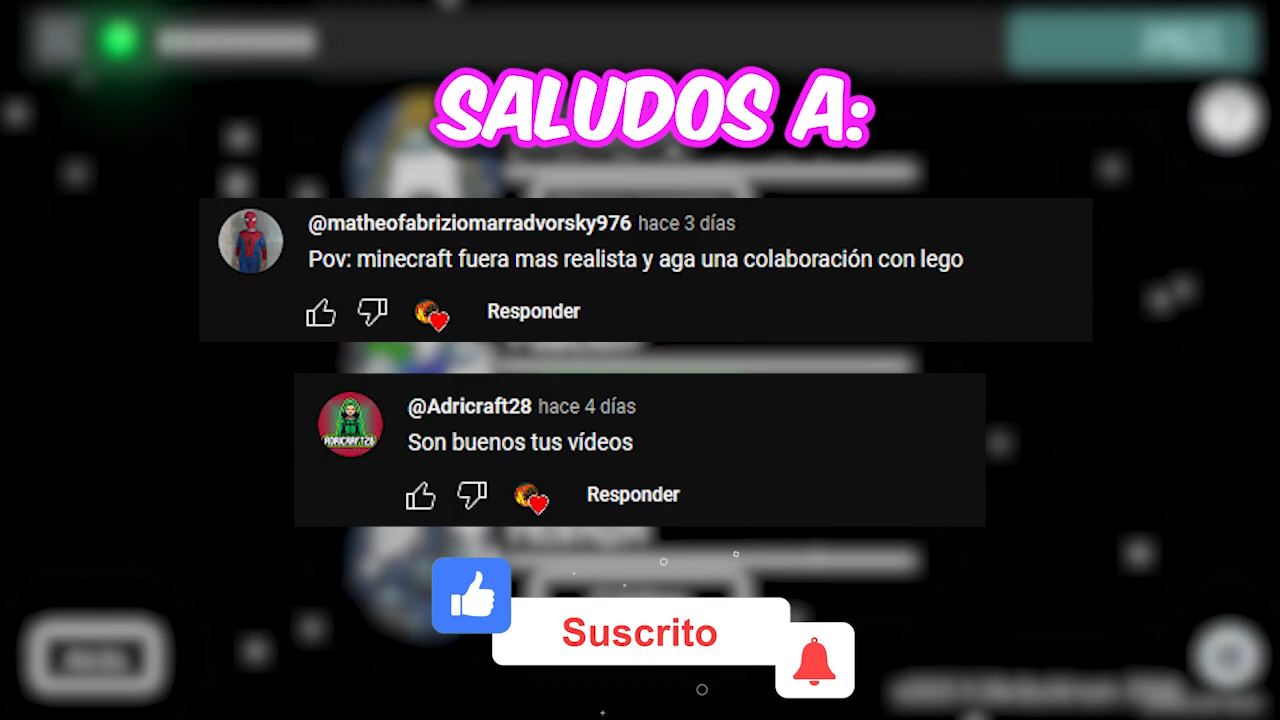 SALUDOS A:
@matheofabriziomarradvorsky976 hace 3 días
Pov: minecraft fuera mas realista y aga una colaboración con lego
Responder
@Adricraft28 hace 4 días
ADRICRAFT28
Son buenos tus vídeos
Responder
Suscrito